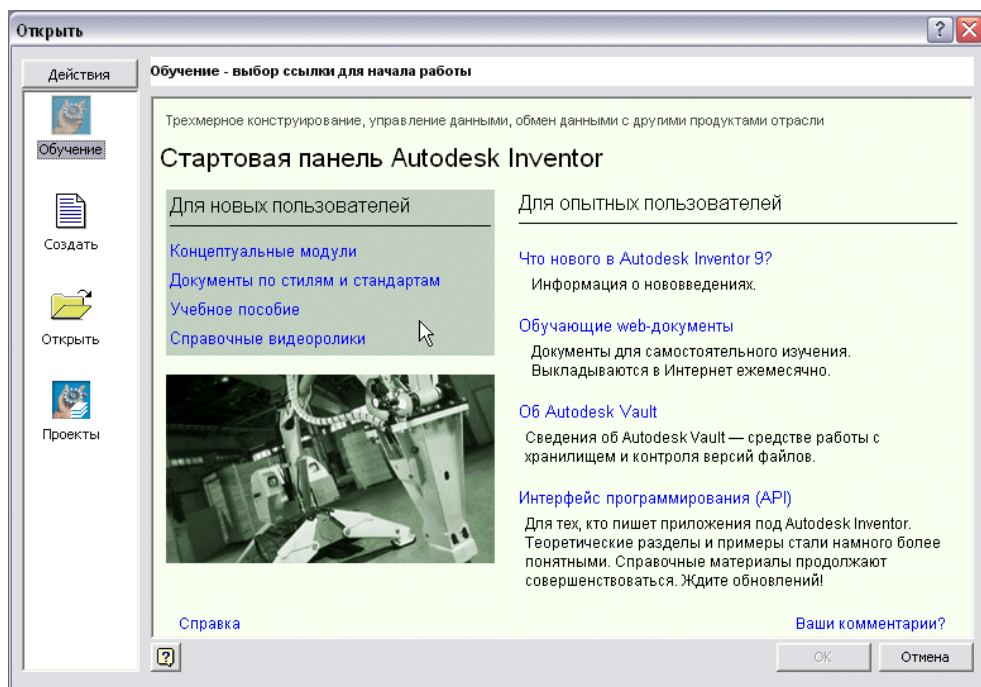 Открыть
Действия
Обучение
Создать
Открыть
Проекты
Обучение - выбор ссылки для начала работы
Трехмерное конструирование, управление данными, обмен данными с другими продуктами отрасли
Стартовая панель Autodesk Inventor
Для новых пользователей
Концептуальные модули
Документы по стилям и стандартам
Учебное пособие
Справочные видеоролики
Для опытных пользователей
Что нового в Autodesk Inventor 9?
Информация о нововведениях.
Обучающие web-документы
Документы для самостоятельного изучения.
Выкладываются в Интернет ежемесячно.
Об Autodesk Vault
Сведения об Autodesk Vault — средстве работы с
хранилищем и контроля версий файлов.
Интерфейс программирования (API)
Для тех, кто пишет приложения под Autodesk Inventor.
Теоретические разделы и примеры стали намного более
понятными. Справочные материалы продолжают
совершенствоваться. Ждите обновлений!
Справка
Ваши комментарии?
OK
Отмена